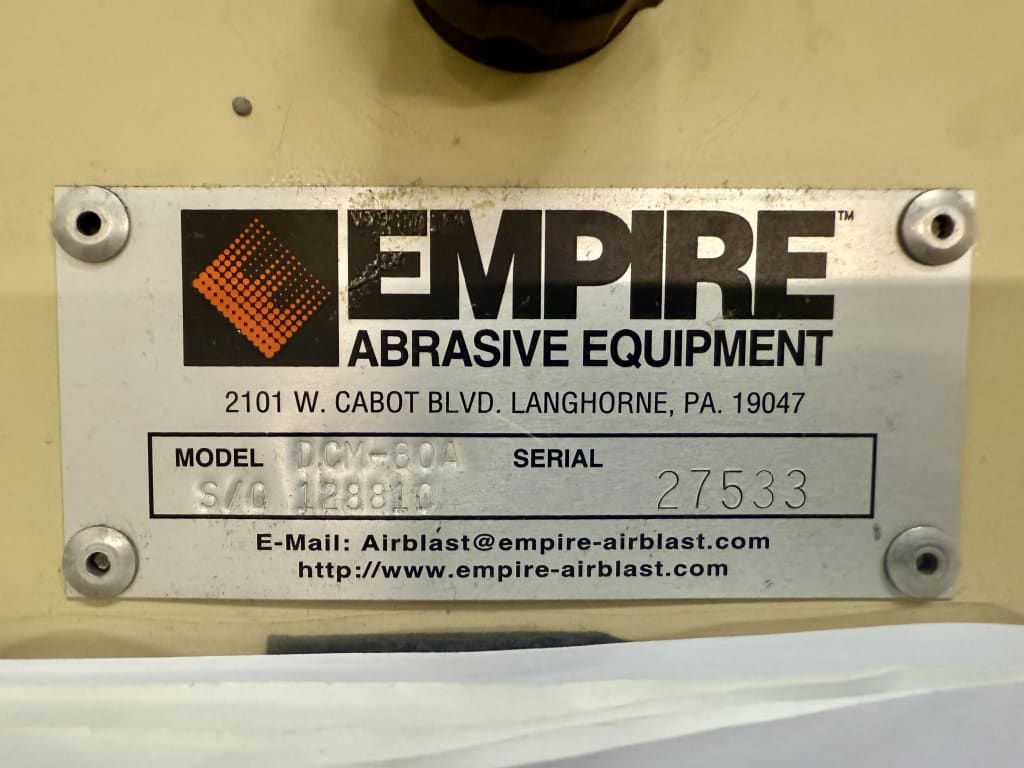 EMPIRE™
ABRASIVE EQUIPMENT
2101 W. CABOT BLVD. LANGHORNE, PA. 19047
MODEL DCM-80A SERIAL 27533
S/O 128810
E-Mail: Airblast@empire-airblast.com
http://www.empire-airblast.com